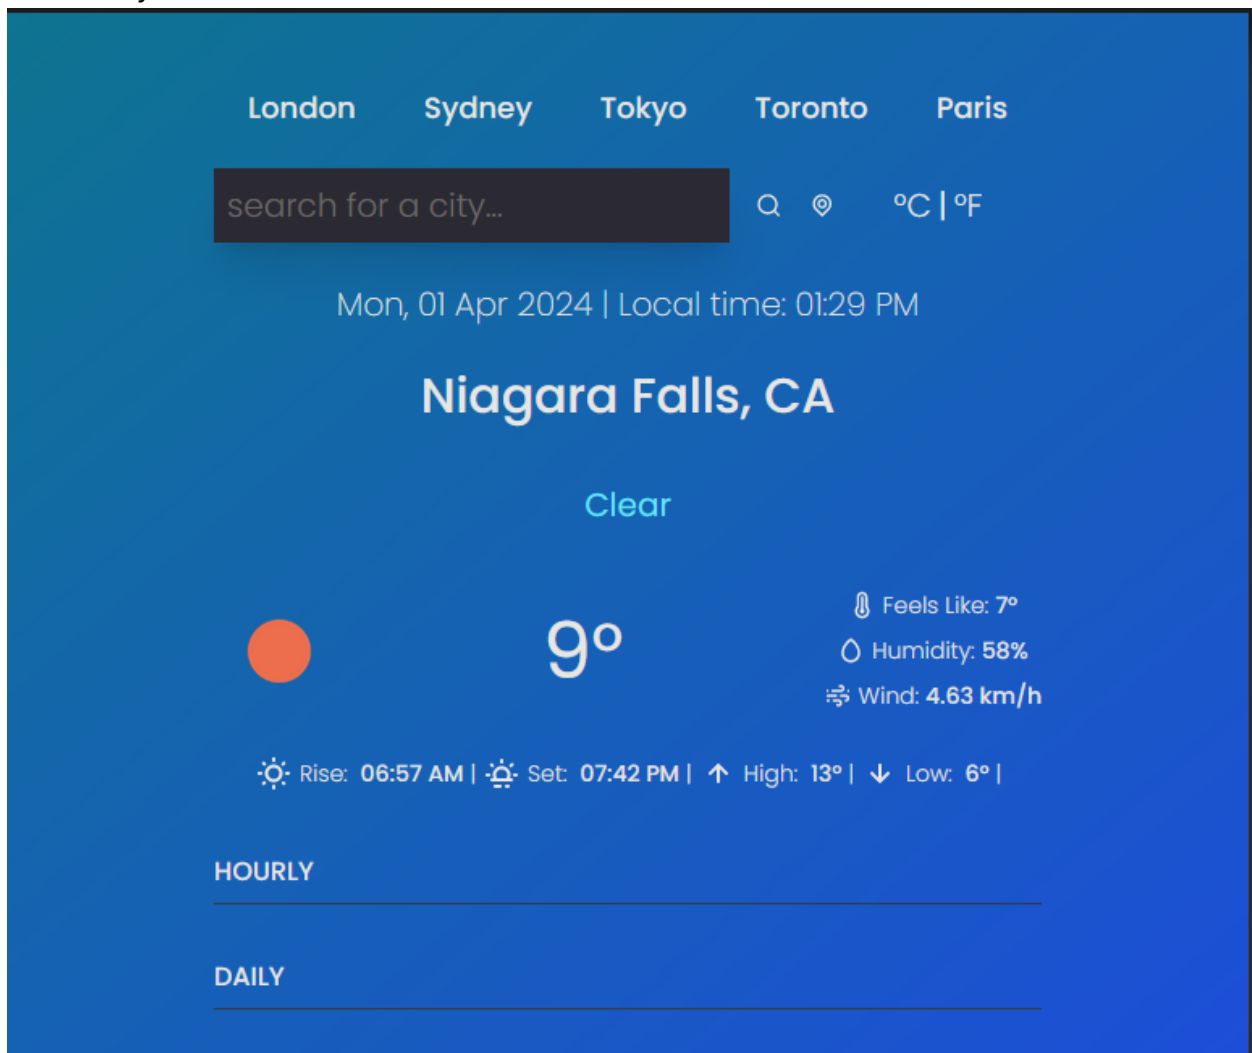 London Sydney Tokyo Toronto Paris
search for a city... °C | °F
Mon, 01 Apr 2024 | Local time: 01:29 PM
Niagara Falls, CA
Clear
9°
Feels Like: 7°
Humidity: 58%
Wind: 4.63 km/h
Rise: 06:57 AM | Set: 07:42 PM | High: 13° | Low: 6° |
HOURLY
DAILY